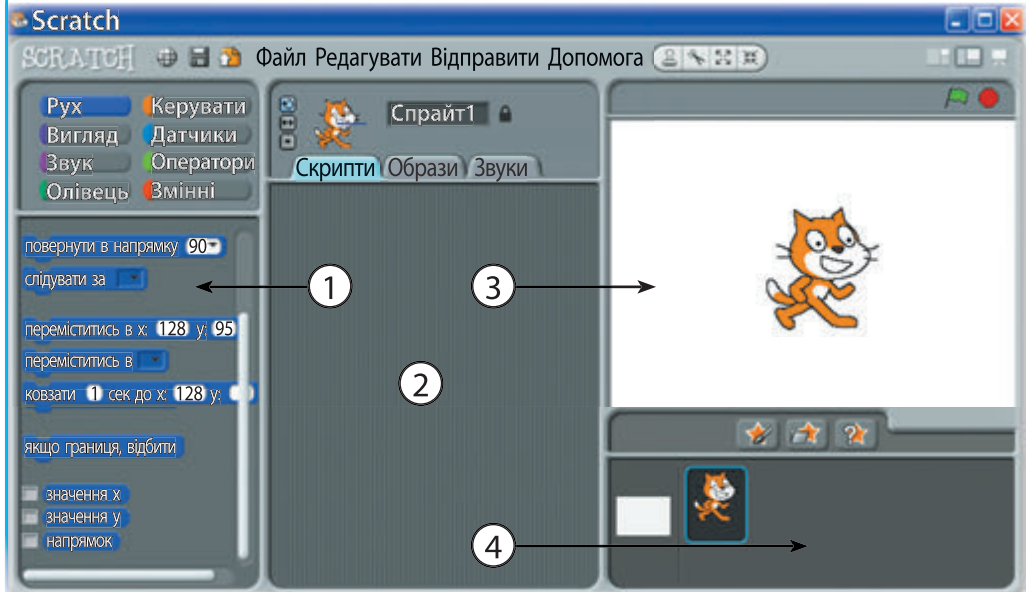 Scratch
SCRATCH Файл Редагувати Відправити Допомога
Рух Керувати
Вигляд Датчики
Звук Оператори
Олівець Змінні
Спрайт1
Скрипти Образи Звуки
повернути в напрямку 90
слідувати за
переміститись в x: 128 y: 95
переміститись в
ковзати 1 сек до x: 128 y:
якщо границя, відбити
значення x
значення y
напрямок
1
2
3
4